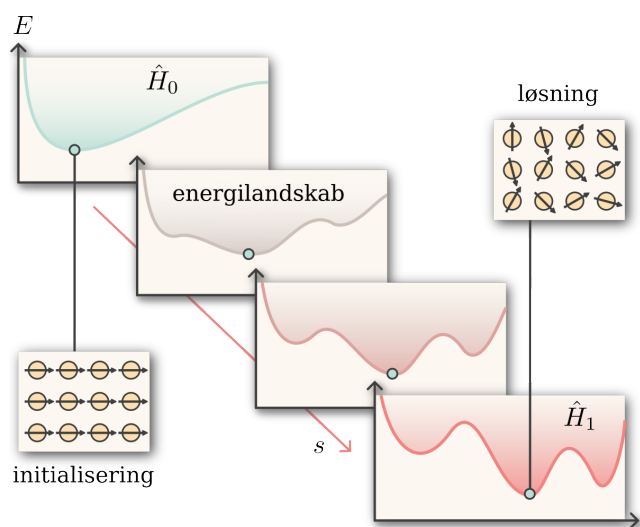 E
Ĥ₀
løsning
energilandskab
Ĥ₁
s
initialisering